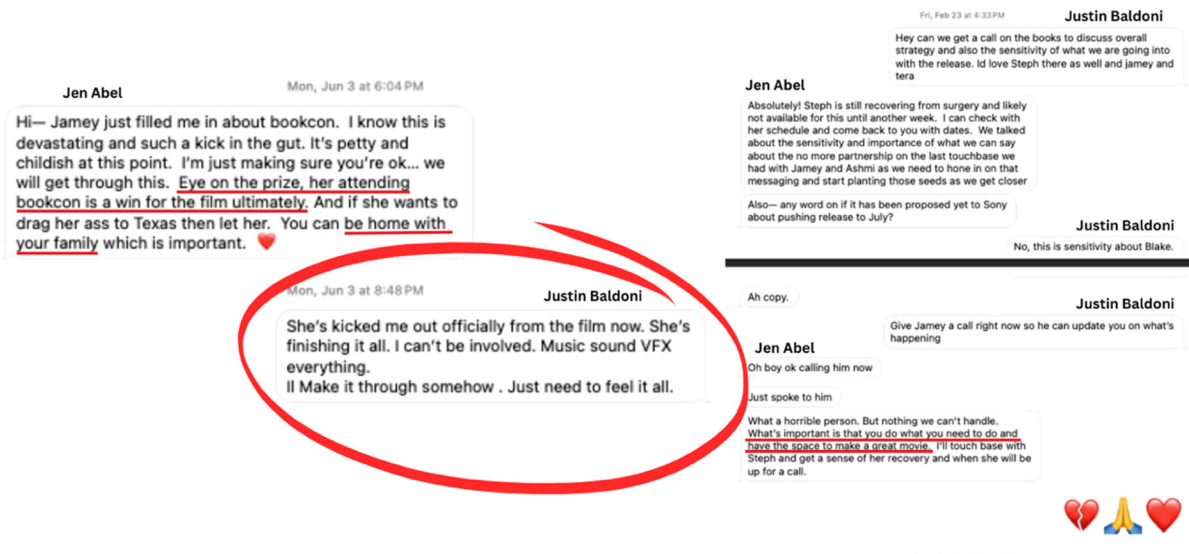 Jen Abel
Mon, Jun 3 at 6:04 PM
Hi— Jamey just filled me in about bookcon.  I know this is
devastating and such a kick in the gut. It's petty and
childish at this point.  I'm just making sure you're ok... we
will get through this.  Eye on the prize, her attending
bookcon is a win for the film ultimately. And if she wants to
drag her ass to Texas then let her.  You can be home with
your family which is important. ❤️
Mon, Jun 3 at 8:48 PM
Justin Baldoni
She's kicked me out officially from the film now. She's
finishing it all. I can't be involved. Music sound VFX
everything.
Il Make it through somehow . Just need to feel it all.
Fri, Feb 23 at 4:33 PM
Justin Baldoni
Hey can we get a call on the books to discuss overall
strategy and also the sensitivity of what we are going into
with the release. Id love Steph there as well and jamey and
tera
Jen Abel
Absolutely! Steph is still recovering from surgery and likely
not available for this until another week.  I can check with
her schedule and come back to you with dates.  We talked
about the sensitivity and importance of what we can say
about the no more partnership on the last touchbase we
had with Jamey and Ashmi as we need to hone in on that
messaging and start planting those seeds as we get closer
Also— any word on if it has been proposed yet to Sony
about pushing release to July?
Justin Baldoni
No, this is sensitivity about Blake.
Ah copy.
Justin Baldoni
Give Jamey a call right now so he can update you on what's
happening
Jen Abel
Oh boy ok calling him now
Just spoke to him
What a horrible person. But nothing we can't handle.
What's important is that you do what you need to do and
have the space to make a great movie.  I'll touch base with
Steph and get a sense of her recovery and when she will be
up for a call.
💔🙏❤️